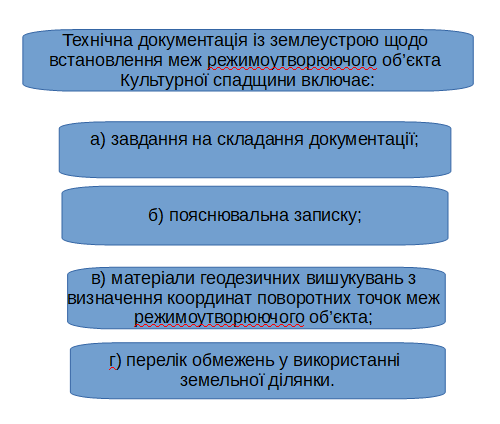 Технічна документація із землеустрою щодо
встановлення меж режимоутворюючого об’єкта
Культурної спадщини включає:
а) завдання на складання документації;
б) пояснювальна записку;
в) матеріали геодезичних вишукувань з
визначення координат поворотних точок меж
режимоутворюючого об’єкта;
г) перелік обмежень у використанні
земельної ділянки.